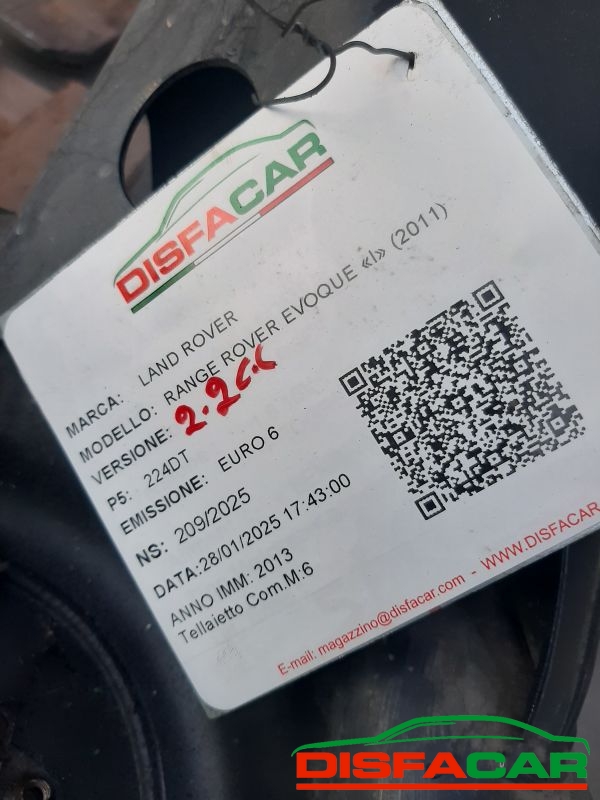 DISFACAR
MARCA: LAND ROVER
MODELLO: RANGE ROVER EVOQUE «I» (2011)
VERSIONE: 2.2 C.C
P5: 224DT
EMISSIONE: EURO 6
NS: 209/2025
DATA:28/01/2025 17:43:00
ANNO IMM: 2013
Tellaietto Com.M:6
E-mail: magazzino@disfacar.com - WWW.DISFACAR
DISFACAR